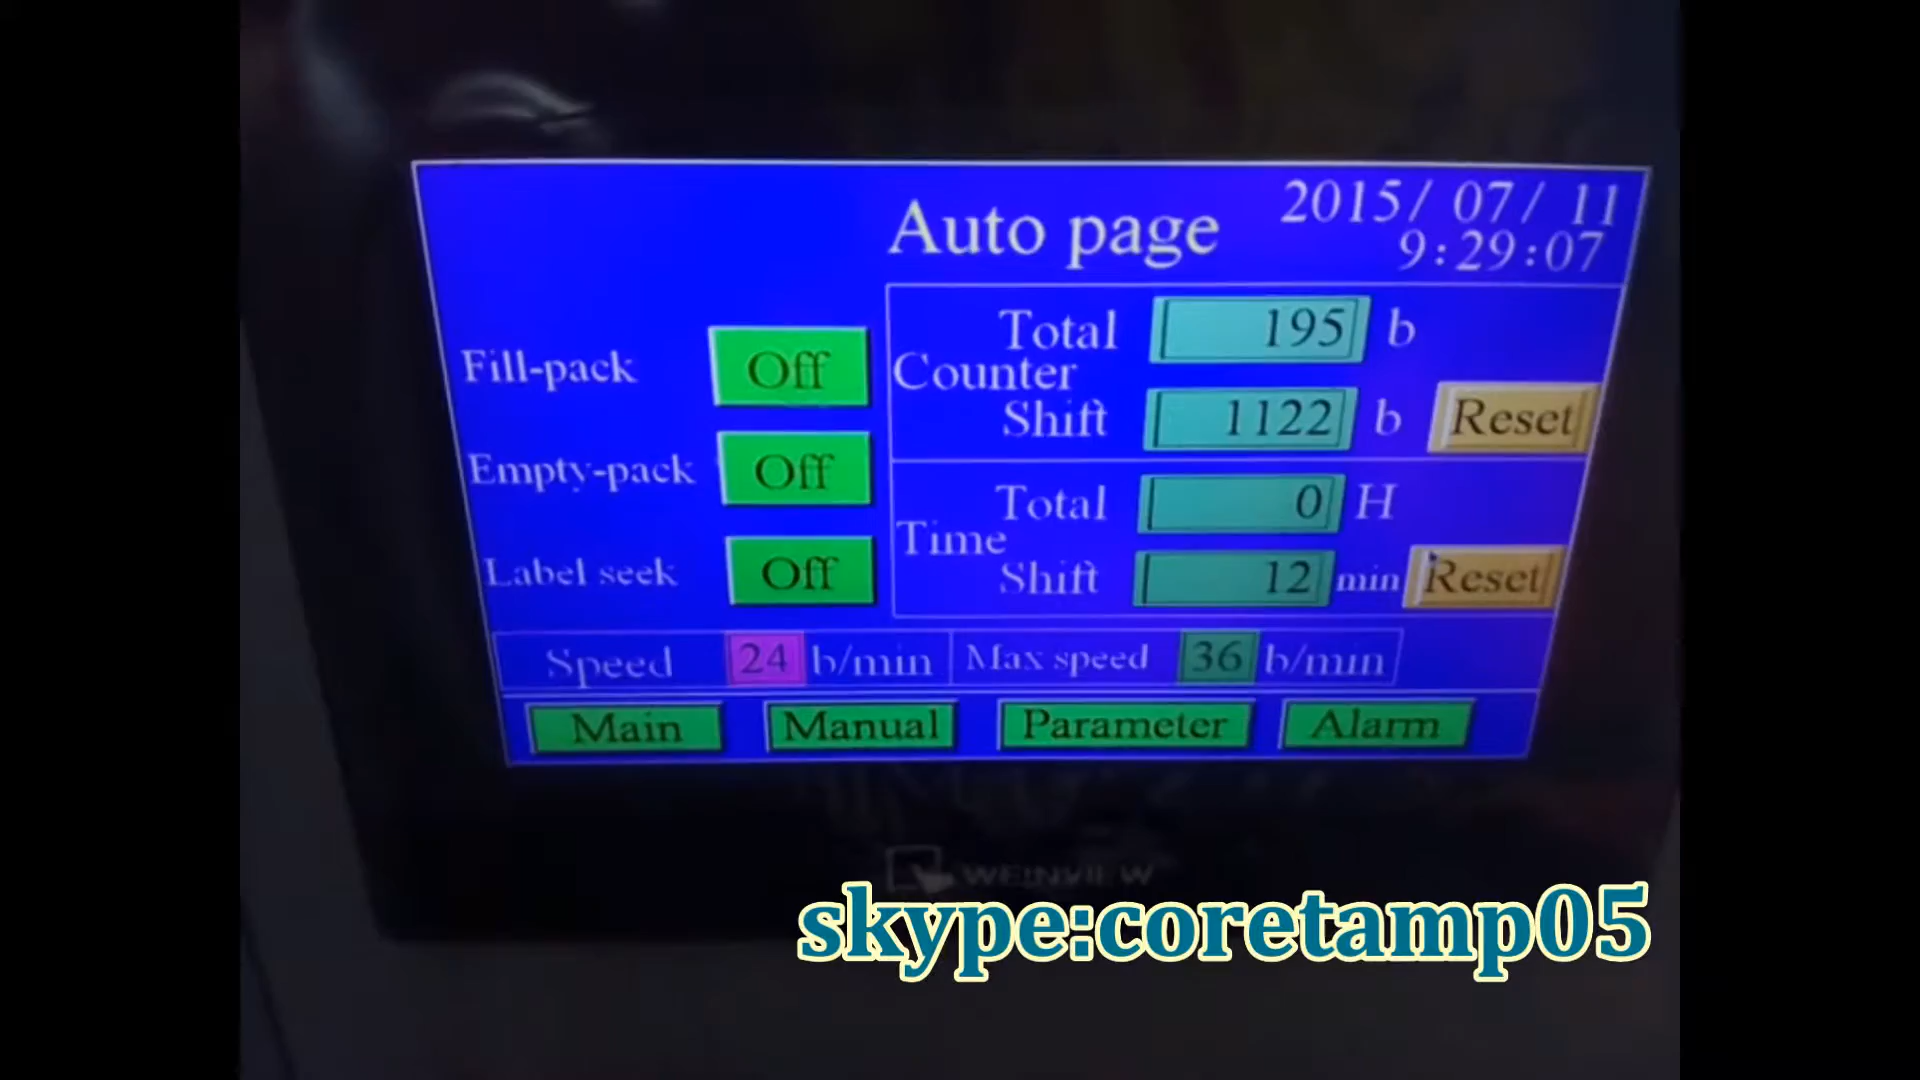 Auto page
2015/ 07/ 11
9:29:07
Fill-pack Off
Empty-pack Off
Label seek Off
Counter
Total 195 b
Shift 1122 b Reset
Time
Total 0 H
Shift 12 min Reset
Speed 24 b/min Max speed 36 b/min
Main Manual Parameter Alarm
WEINVIEW
skype:coretamp05